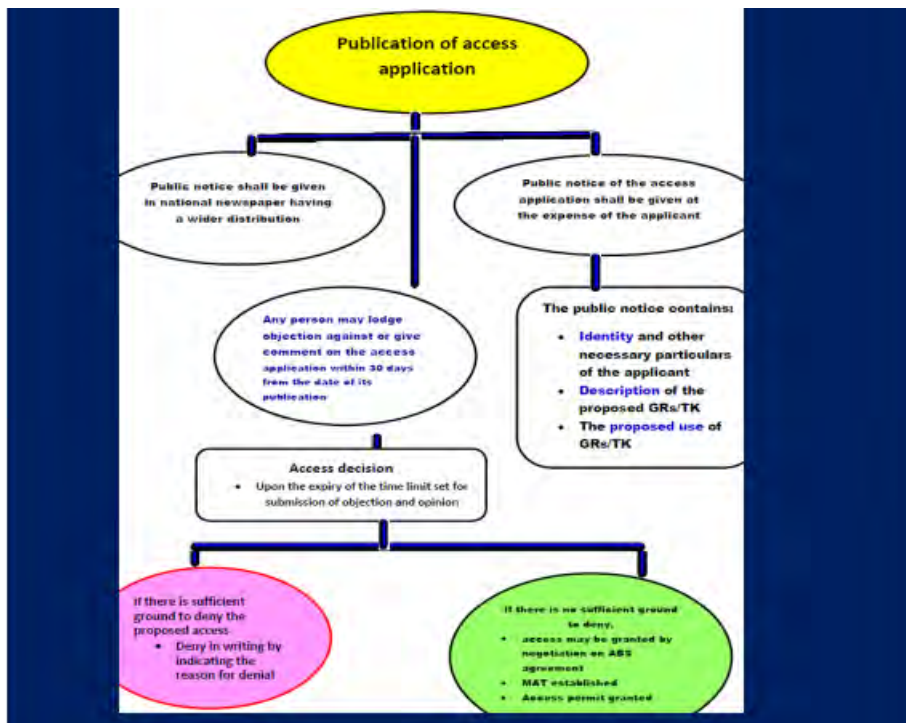 Publication of access
application
Public notice shall be given
in national newspaper having
a wider distribution
Public notice of the access
application shall be given at
the expense of the applicant
Any person may lodge
objection against or give
comment on the access
application within 30 days
from the date of its
publication
The public notice contains:
• Identity and other
necessary particulars
of the applicant
• Description of the
proposed GRs/TK
• The proposed use of
GRs/TK
Access decision
• Upon the expiry of the time limit set for
submission of objection and opinion
If there is sufficient
ground to deny the
proposed access
• Deny in writing by
indicating the
reason for denial
If there is no sufficient ground
to deny,
• access may be granted by
negotiation on ABS
agreement
• MAT established
• Access permit granted